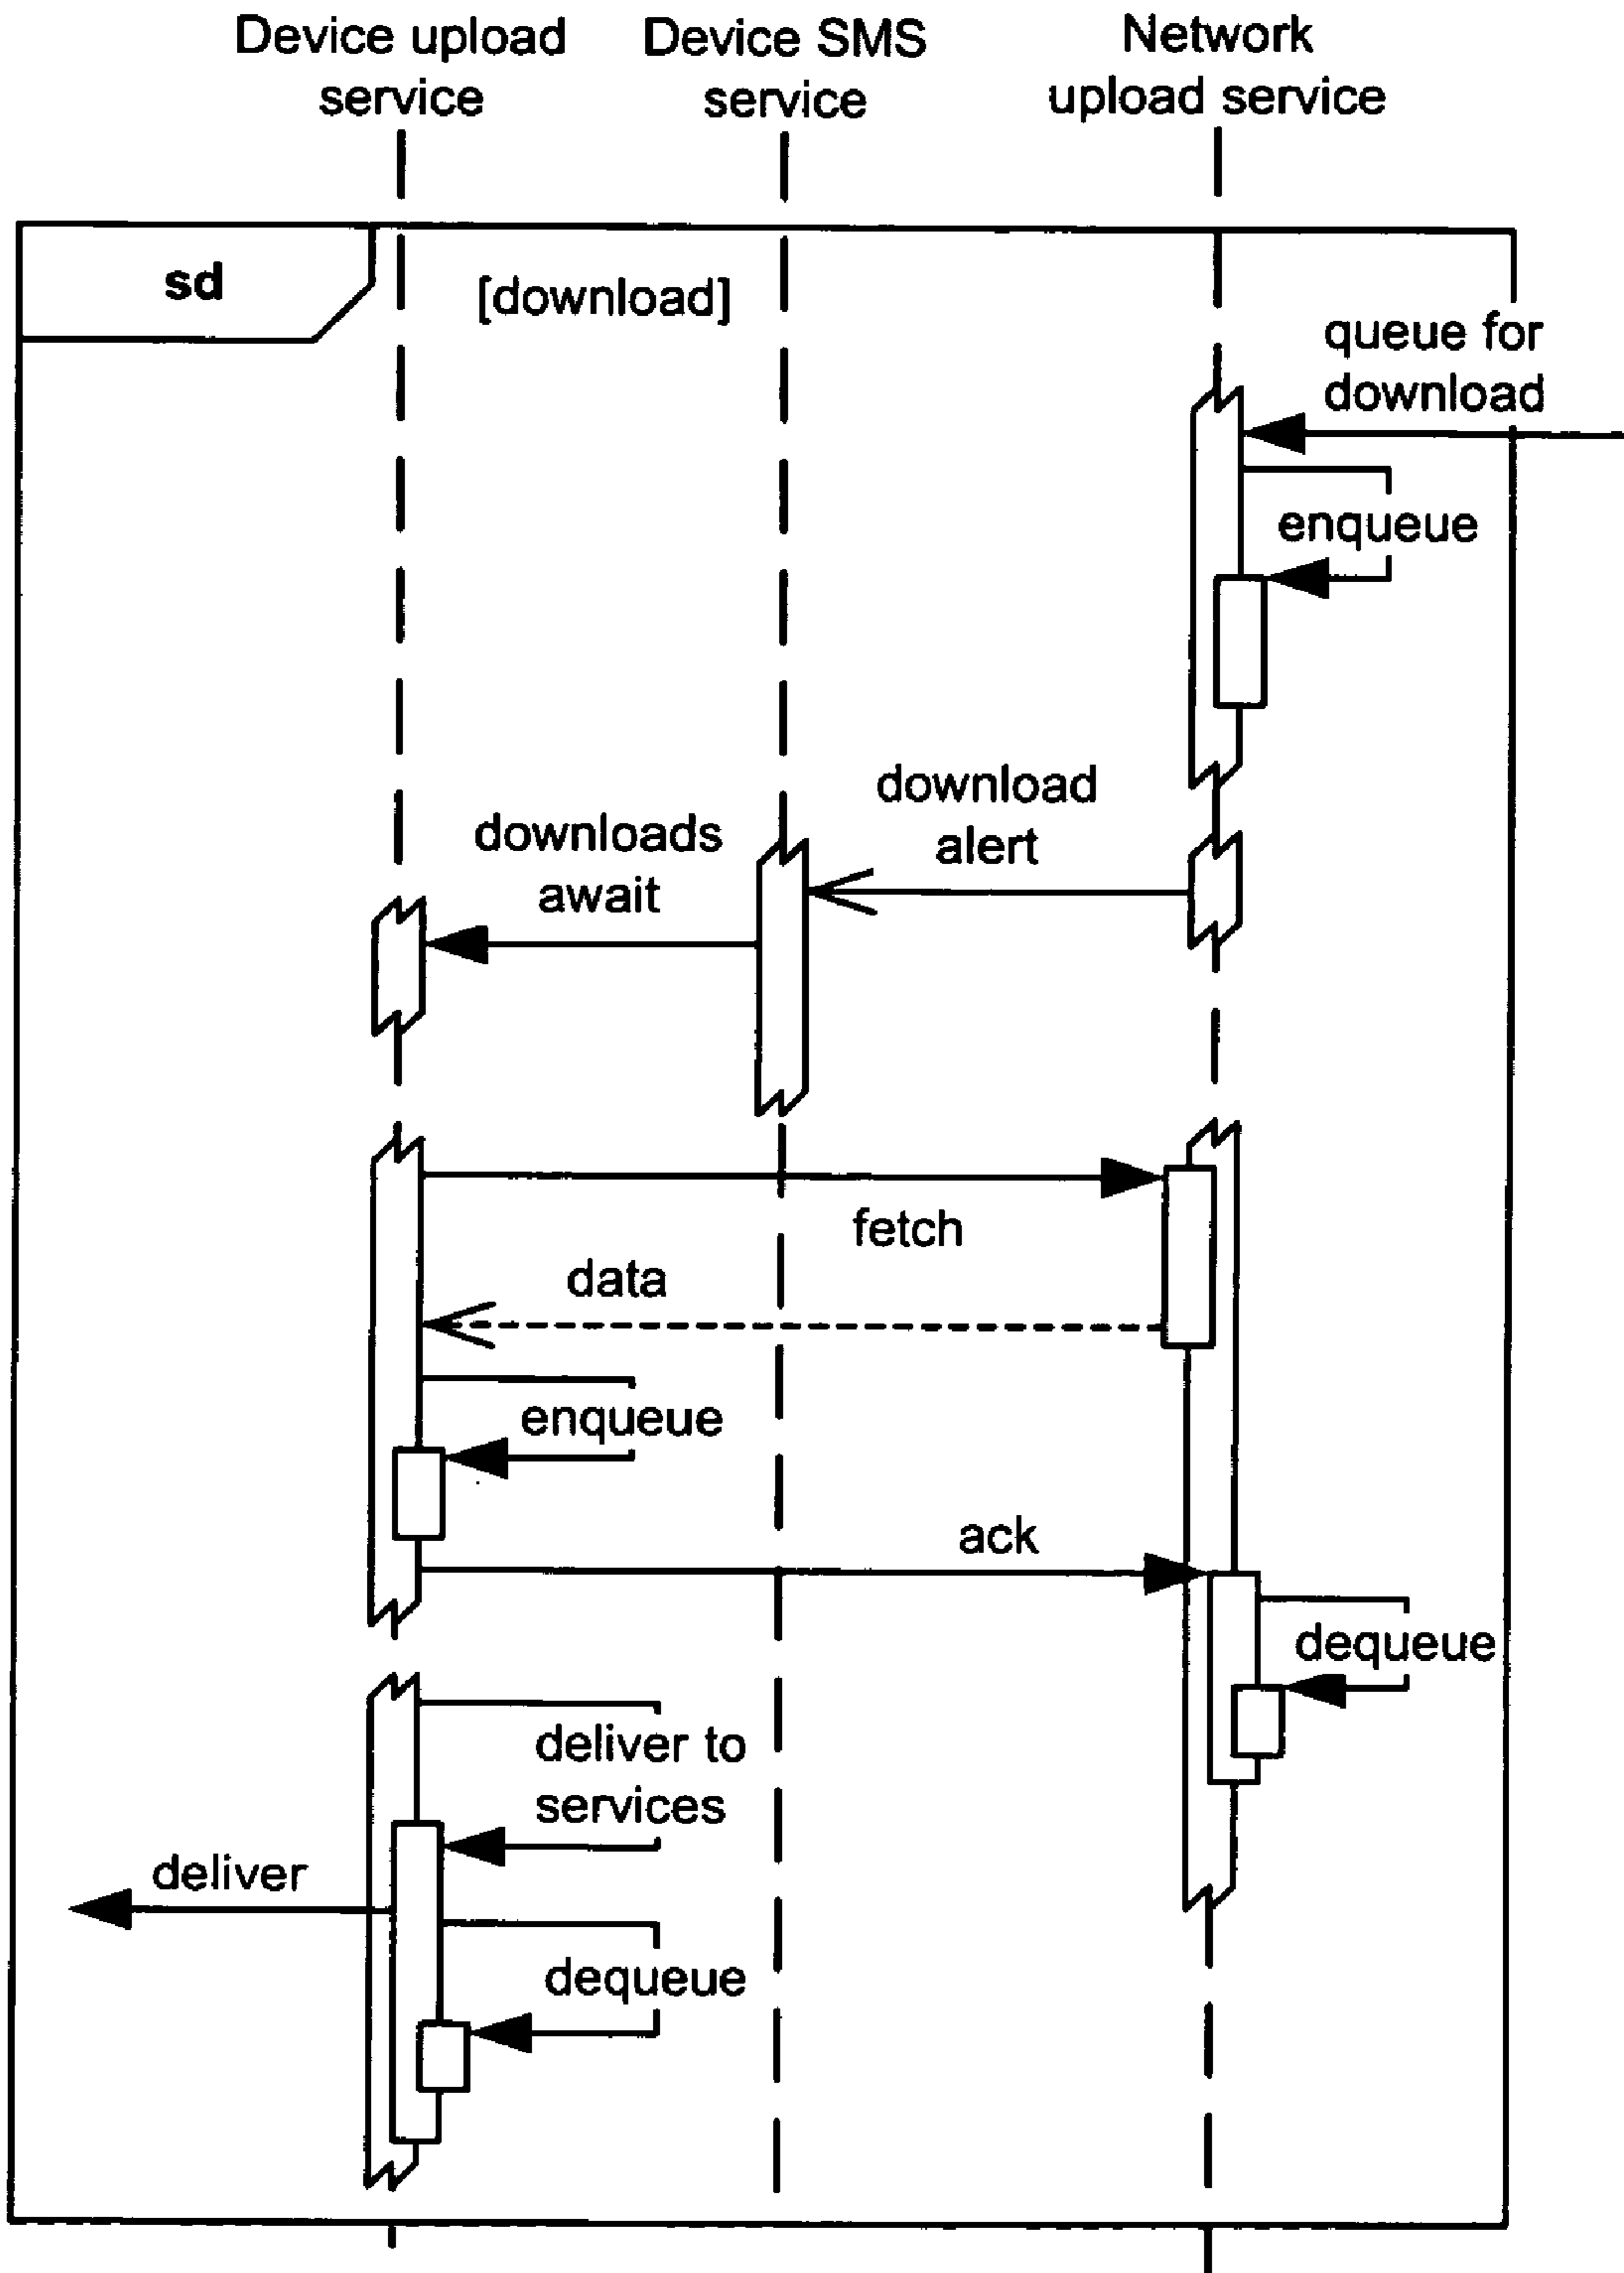 Device upload
service
Device SMS
service
Network
upload service
sd
[download]
queue for
download
enqueue
download
alert
downloads
await
fetch
data
enqueue
ack
dequeue
deliver to
services
deliver
dequeue